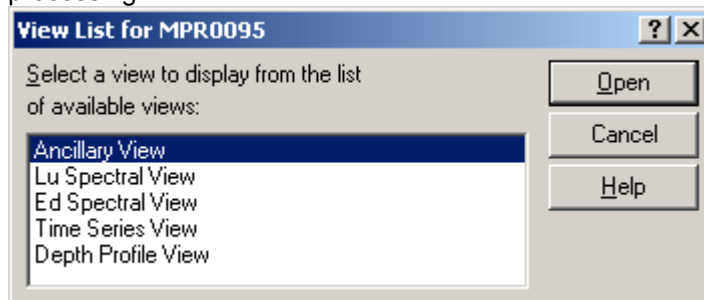 View List for MPR0095
Select a view to display from the list
of available views:
Open
Cancel
Help
Ancillary View
Lu Spectral View
Ed Spectral View
Time Series View
Depth Profile View